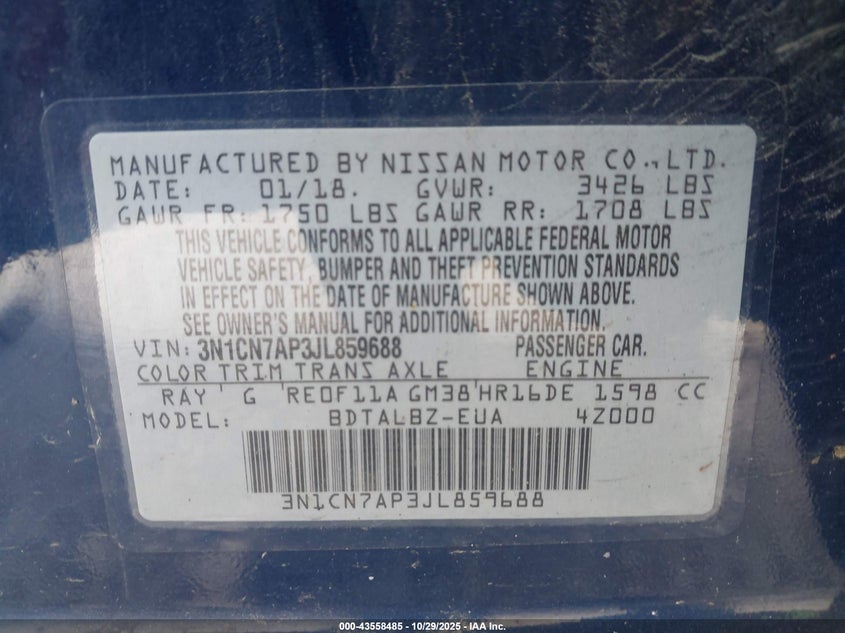 MANUFACTURED BY NISSAN MOTOR CO., LTD.
DATE: 01/18. GVWR: 3426 LBS
GAWR FR: 1750 LBS GAWR RR: 1708 LBS
THIS VEHICLE CONFORMS TO ALL APPLICABLE FEDERAL MOTOR
VEHICLE SAFETY, BUMPER AND THEFT PREVENTION STANDARDS
IN EFFECT ON THE DATE OF MANUFACTURE SHOWN ABOVE.
SEE OWNER'S MANUAL FOR ADDITIONAL INFORMATION.
VIN: 3N1CN7AP3JL859688 PASSENGER CAR.
COLOR TRIM TRANS AXLE ENGINE
RAY G RE0F11A GM38 HR16DE 1598 CC
MODEL: BDTALBZ-EUA 4Z000
3N1CN7AP3JL859688
000-43558485 - 10/29/2025 - IAA Inc.